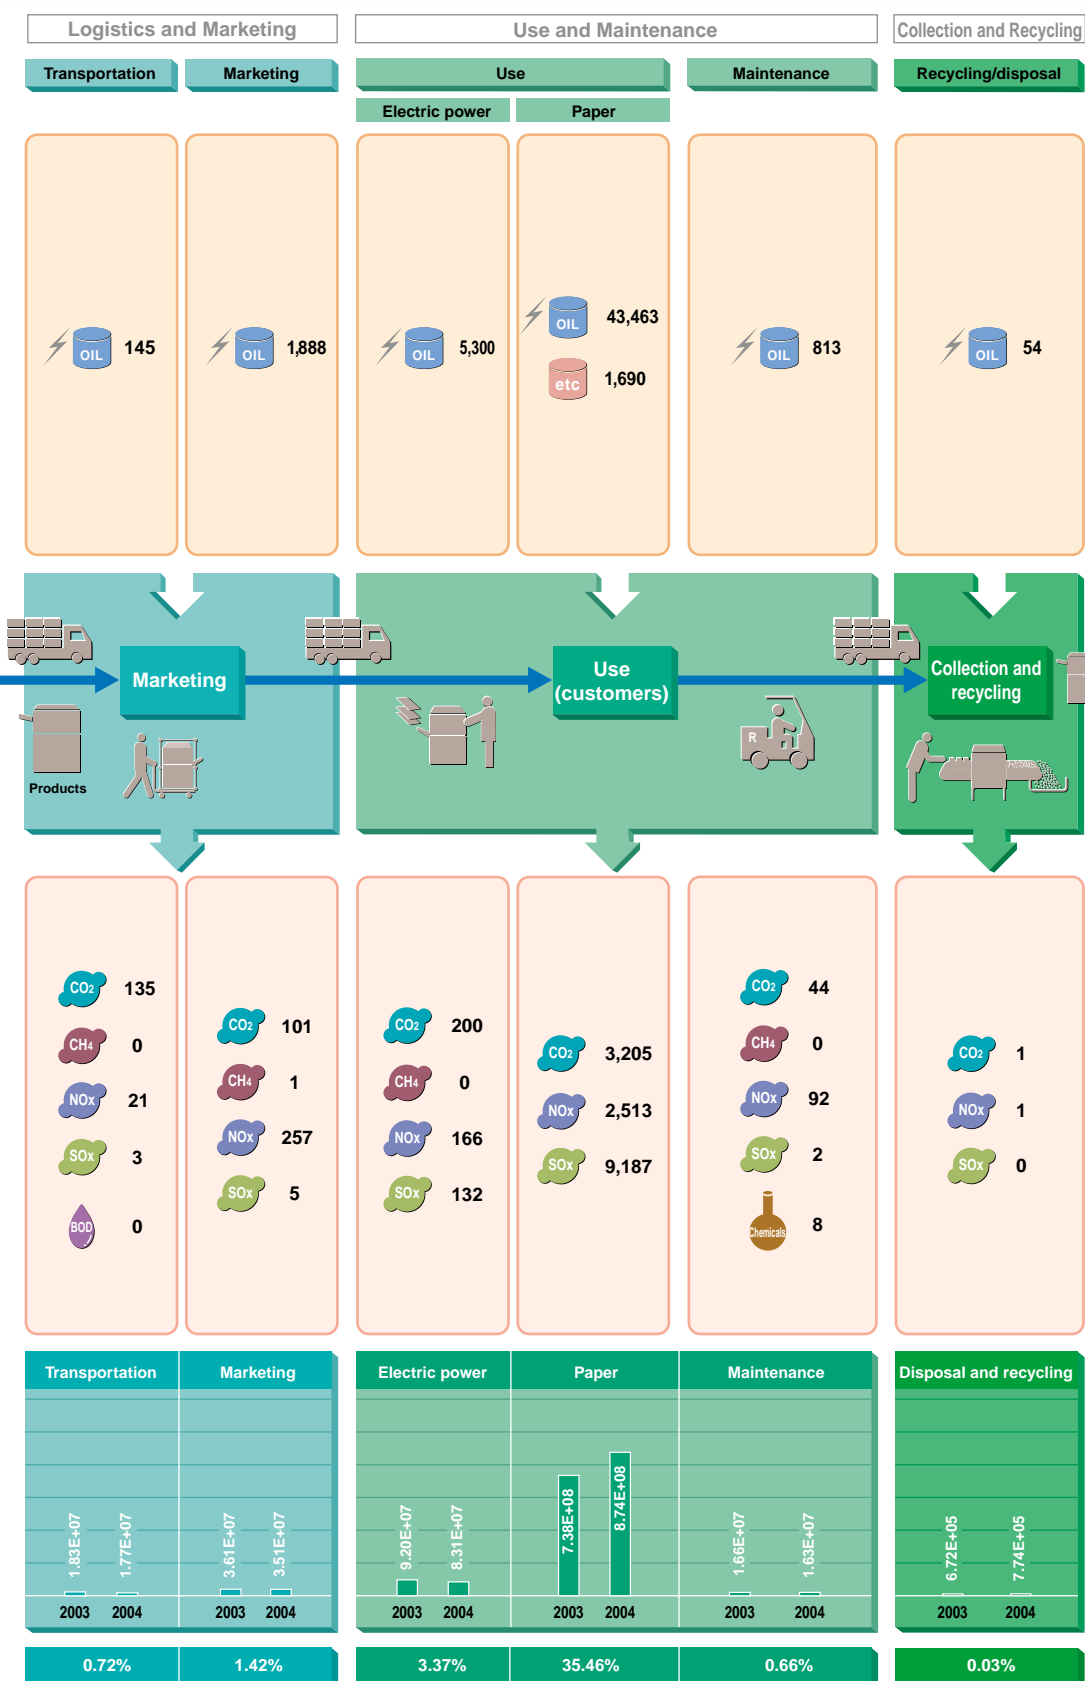 Logistics and Marketing
Use and Maintenance
Collection and Recycling
Transportation
Marketing
Use
Maintenance
Recycling/disposal
Electric power
Paper
OIL 145
OIL 1,888
OIL 5,300
OIL 43,463
etc 1,690
OIL 813
OIL 54
Marketing
Use
(customers)
Collection and
recycling
Products
R
CO2 135
CH4 0
NOx 21
SOx 3
BOD 0
CO2 101
CH4 1
NOx 257
SOx 5
CO2 200
CH4 0
NOx 166
SOx 132
CO2 3,205
NOx 2,513
SOx 9,187
CO2 44
CH4 0
NOx 92
SOx 2
Chemicals 8
CO2 1
NOx 1
SOx 0
Transportation
Marketing
Electric power
Paper
Maintenance
Disposal and recycling
1.83E+07
1.77E+07
3.61E+07
3.51E+07
9.20E+07
8.31E+07
7.38E+08
8.74E+08
1.66E+07
1.63E+07
6.72E+05
7.74E+05
2003 2004
2003 2004
2003 2004
2003 2004
2003 2004
2003 2004
0.72%
1.42%
3.37%
35.46%
0.66%
0.03%